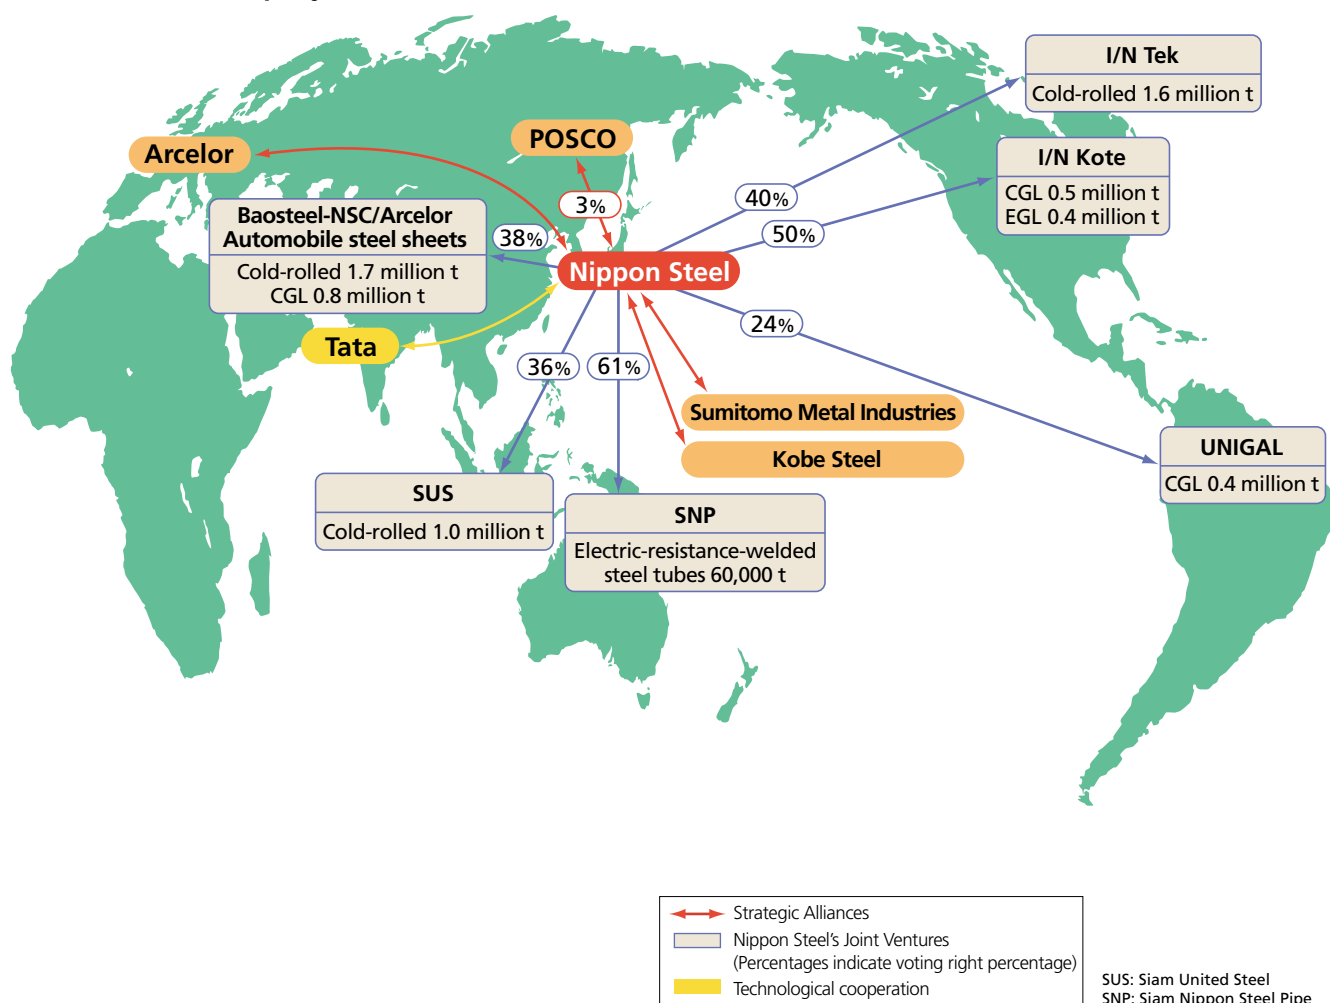 I/N Tek
Cold-rolled 1.6 million t
POSCO
Arcelor
I/N Kote
CGL 0.5 million t
EGL 0.4 million t
3%
40%
50%
Baosteel-NSC/Arcelor
Automobile steel sheets
Cold-rolled 1.7 million t
CGL 0.8 million t
38%
Nippon Steel
24%
Tata
36%
61%
Sumitomo Metal Industries
Kobe Steel
UNIGAL
CGL 0.4 million t
SUS
Cold-rolled 1.0 million t
SNP
Electric-resistance-welded
steel tubes 60,000 t
Strategic Alliances
Nippon Steel's Joint Ventures
(Percentages indicate voting right percentage)
Technological cooperation
SUS: Siam United Steel
SNP: Siam Nippon Steel Pipe